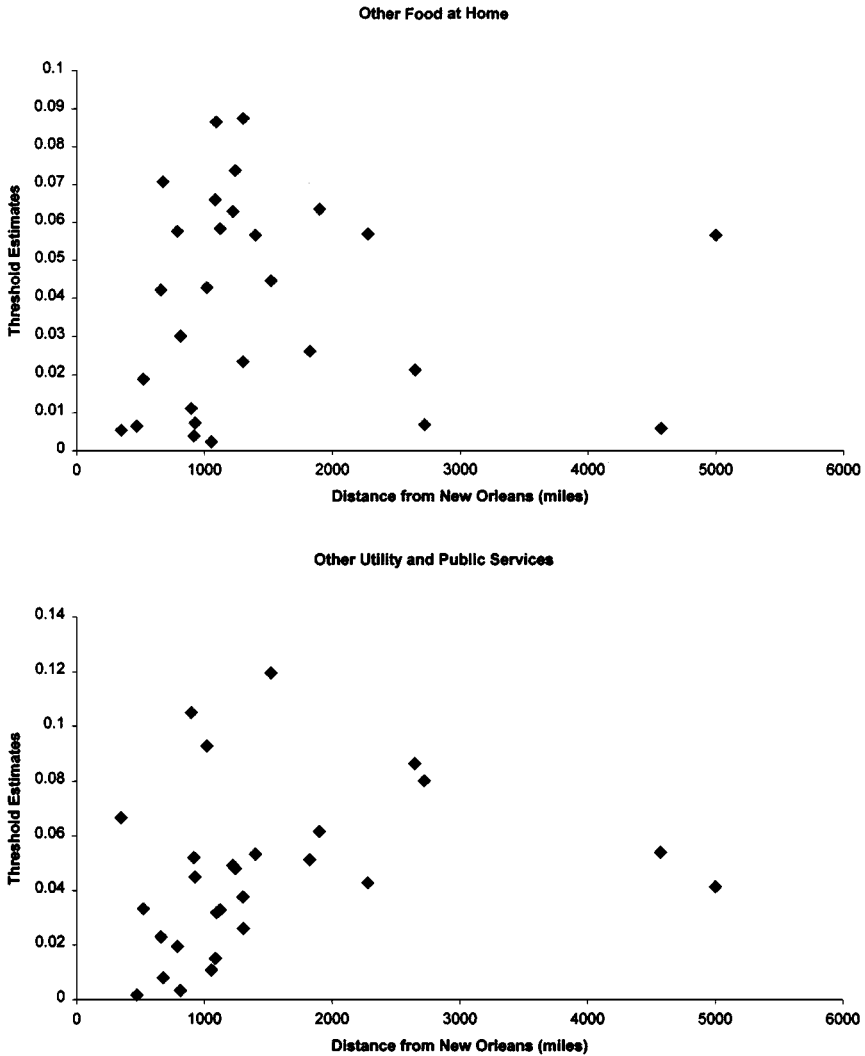 Other Food at Home
0.1
0.09
0.08
0.07
0.06
0.05
0.04
0.03
0.02
0.01
0
Threshold Estimates
0 1000 2000 3000 4000 5000 6000
Distance from New Orleans (miles)
Other Utility and Public Services
0.14
0.12
0.1
0.08
0.06
0.04
0.02
0
Threshold Estimates
0 1000 2000 3000 4000 5000 6000
Distance from New Orleans (miles)